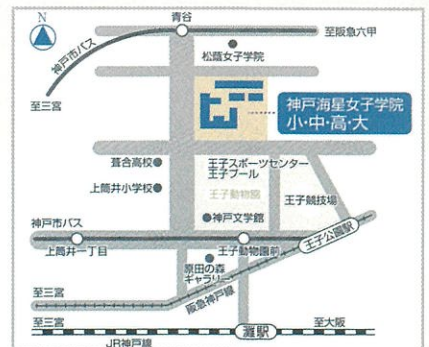 N
青谷
神戸市バス
松蔭女子学院
至阪急六甲
至三宮
神戸海星女子学院
小・中・高・大
葺合高校
王子スポーツセンター
王子プール
上筒井小学校
王子動物園
王子競技場
神戸文学館
神戸市バス
上筒井一丁目
王子動物園前
王子公園駅
原田の森
ギャラリー
至三宮
阪急神戸線
至三宮
灘駅
至大阪
JR神戸線